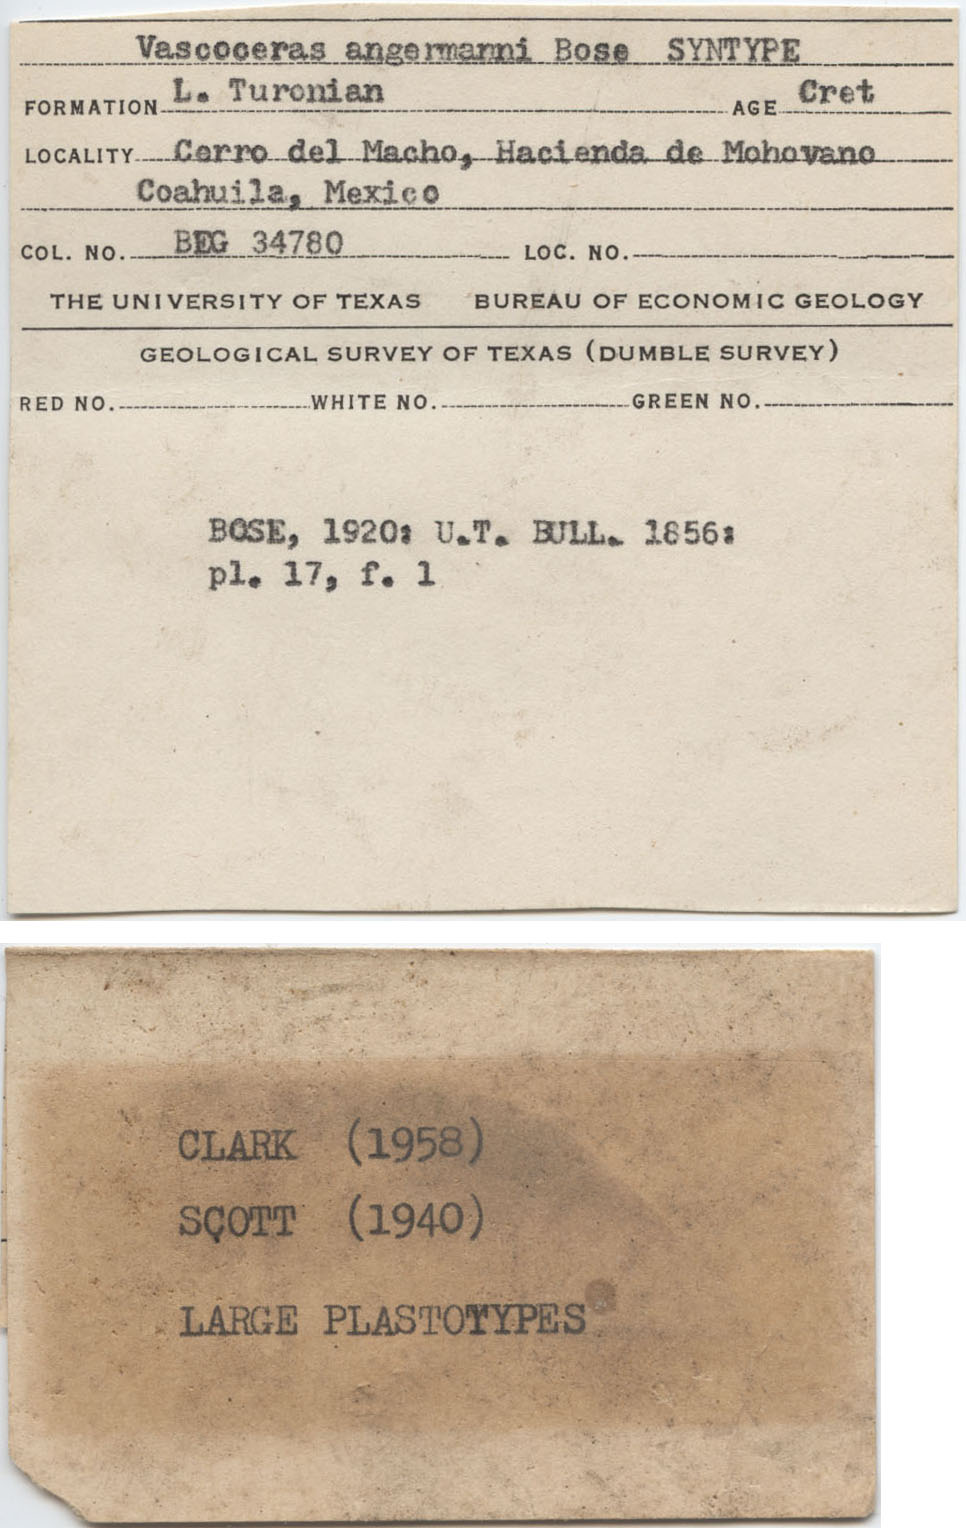 Vascoceras angermanni Bose SYNTYPE
FORMATION L. Turonian AGE Cret
LOCALITY Cerro del Macho, Hacienda de Mohovano
Coahuila, Mexico
COL. NO. BEG 34780 LOC. NO.
THE UNIVERSITY OF TEXAS BUREAU OF ECONOMIC GEOLOGY
GEOLOGICAL SURVEY OF TEXAS (DUMBLE SURVEY)
RED NO. WHITE NO. GREEN NO.
BOSE, 1920: U.T. BULL. 1856:
pl. 17, f. 1
CLARK (1958)
SCOTT (1940)
LARGE PLASTOTYPES